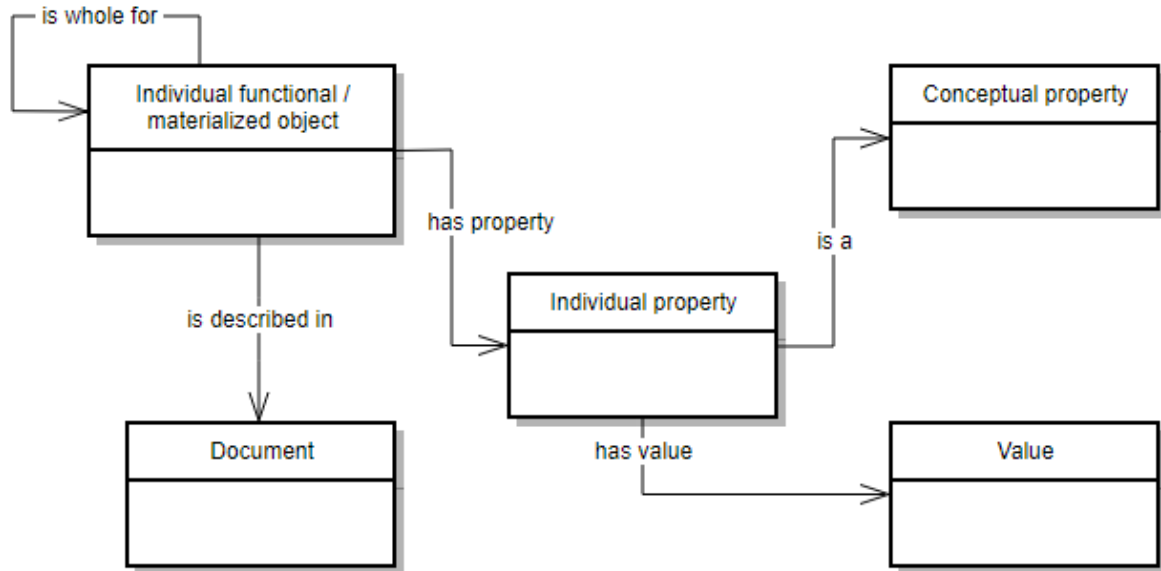 is whole for
Individual functional /
materialized object
Conceptual property
has property
is a
Individual property
is described in
Document
has value
Value